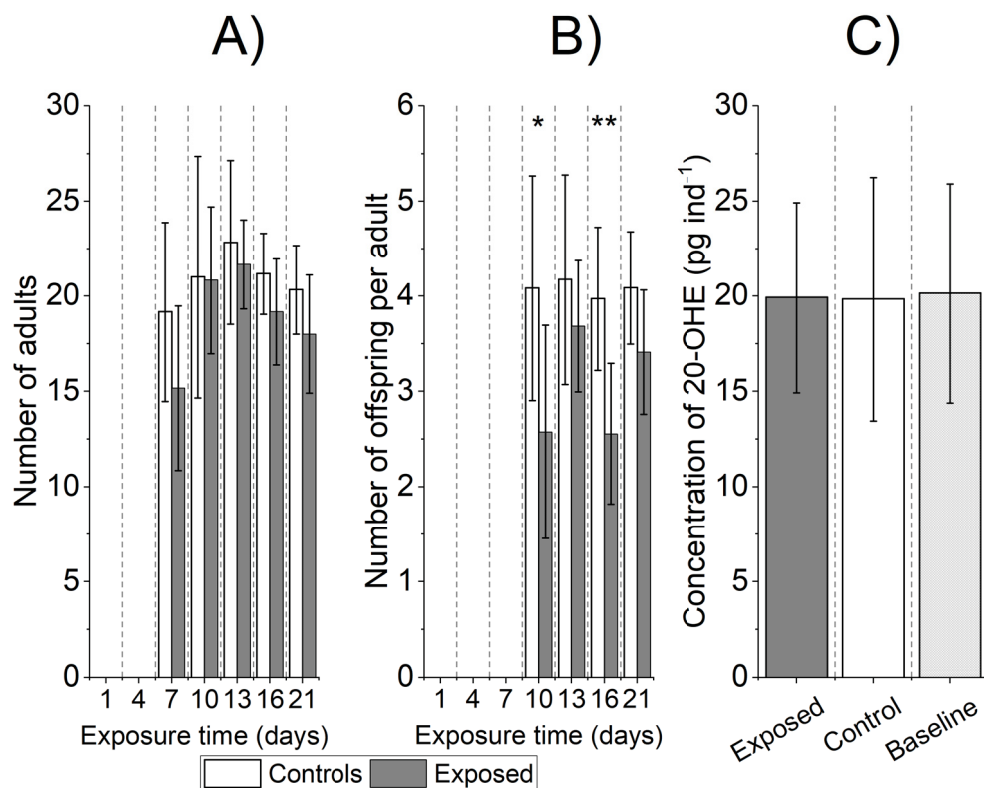 A)
B)
C)
Number of adults
30
25
20
15
10
5
0
1 4 7 10 13 16 21
Exposure time (days)
Number of offspring per adult
6
5
4
3
2
1
0
* **
1 4 7 10 13 16 21
Exposure time (days)
Concentration of 20-OHE (pg ind⁻¹)
30
25
20
15
10
5
0
Exposed
Control
Baseline
Controls Exposed